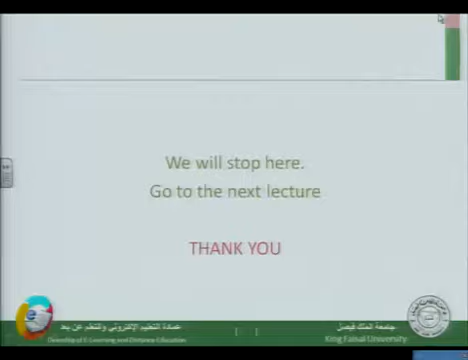 We will stop here.
Go to the next lecture
THANK YOU
عمادة التعليم الإلكتروني والتعلم عن بعد
Deanship of E-Learning and Distance Education
جامعة الملك فيصل
King Faisal University